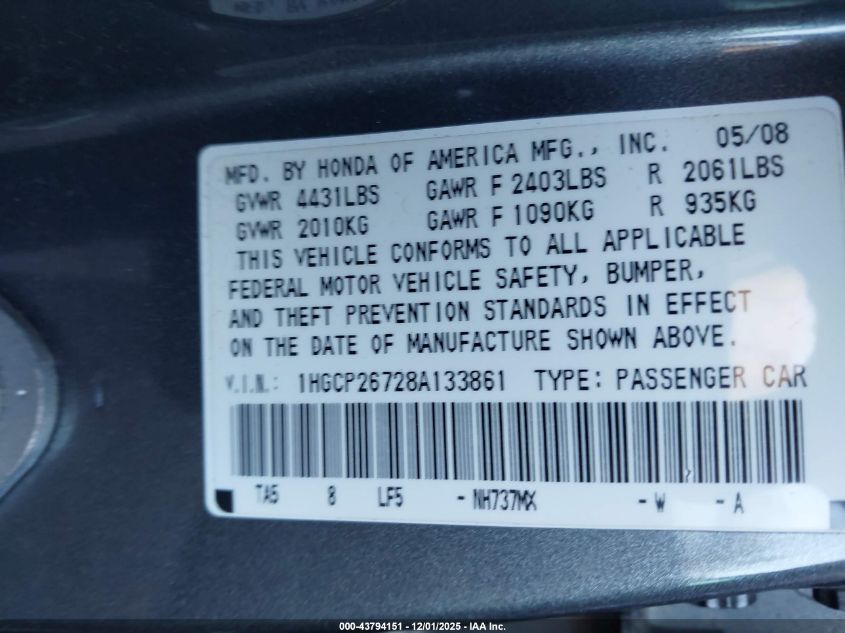 MFD. BY HONDA OF AMERICA MFG., INC. 05/08
GVWR 4431LBS GAWR F 2403LBS R 2061LBS
GVWR 2010KG GAWR F 1090KG R 935KG
THIS VEHICLE CONFORMS TO ALL APPLICABLE
FEDERAL MOTOR VEHICLE SAFETY, BUMPER,
AND THEFT PREVENTION STANDARDS IN EFFECT
ON THE DATE OF MANUFACTURE SHOWN ABOVE.
V.I.N.: 1HGCP26728A133861 TYPE: PASSENGER CAR
TA5 8 LF5 - NH737MX - W - A
000-43794151 - 12/01/2025 - IAA Inc.